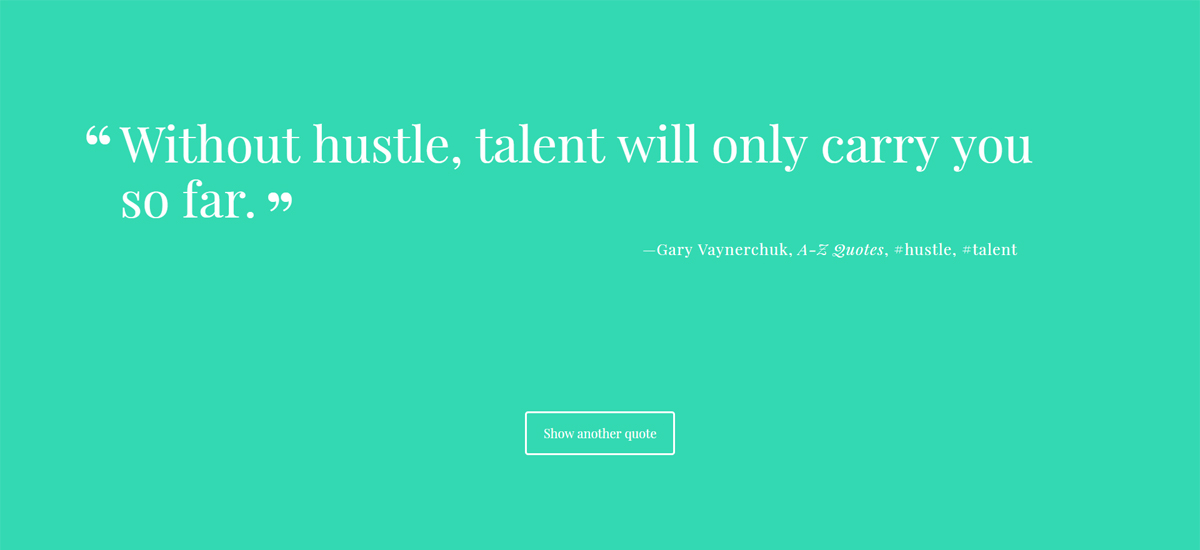 “Without hustle, talent will only carry you
so far.”
—Gary Vaynerchuk, A-Z Quotes, #hustle, #talent
Show another quote